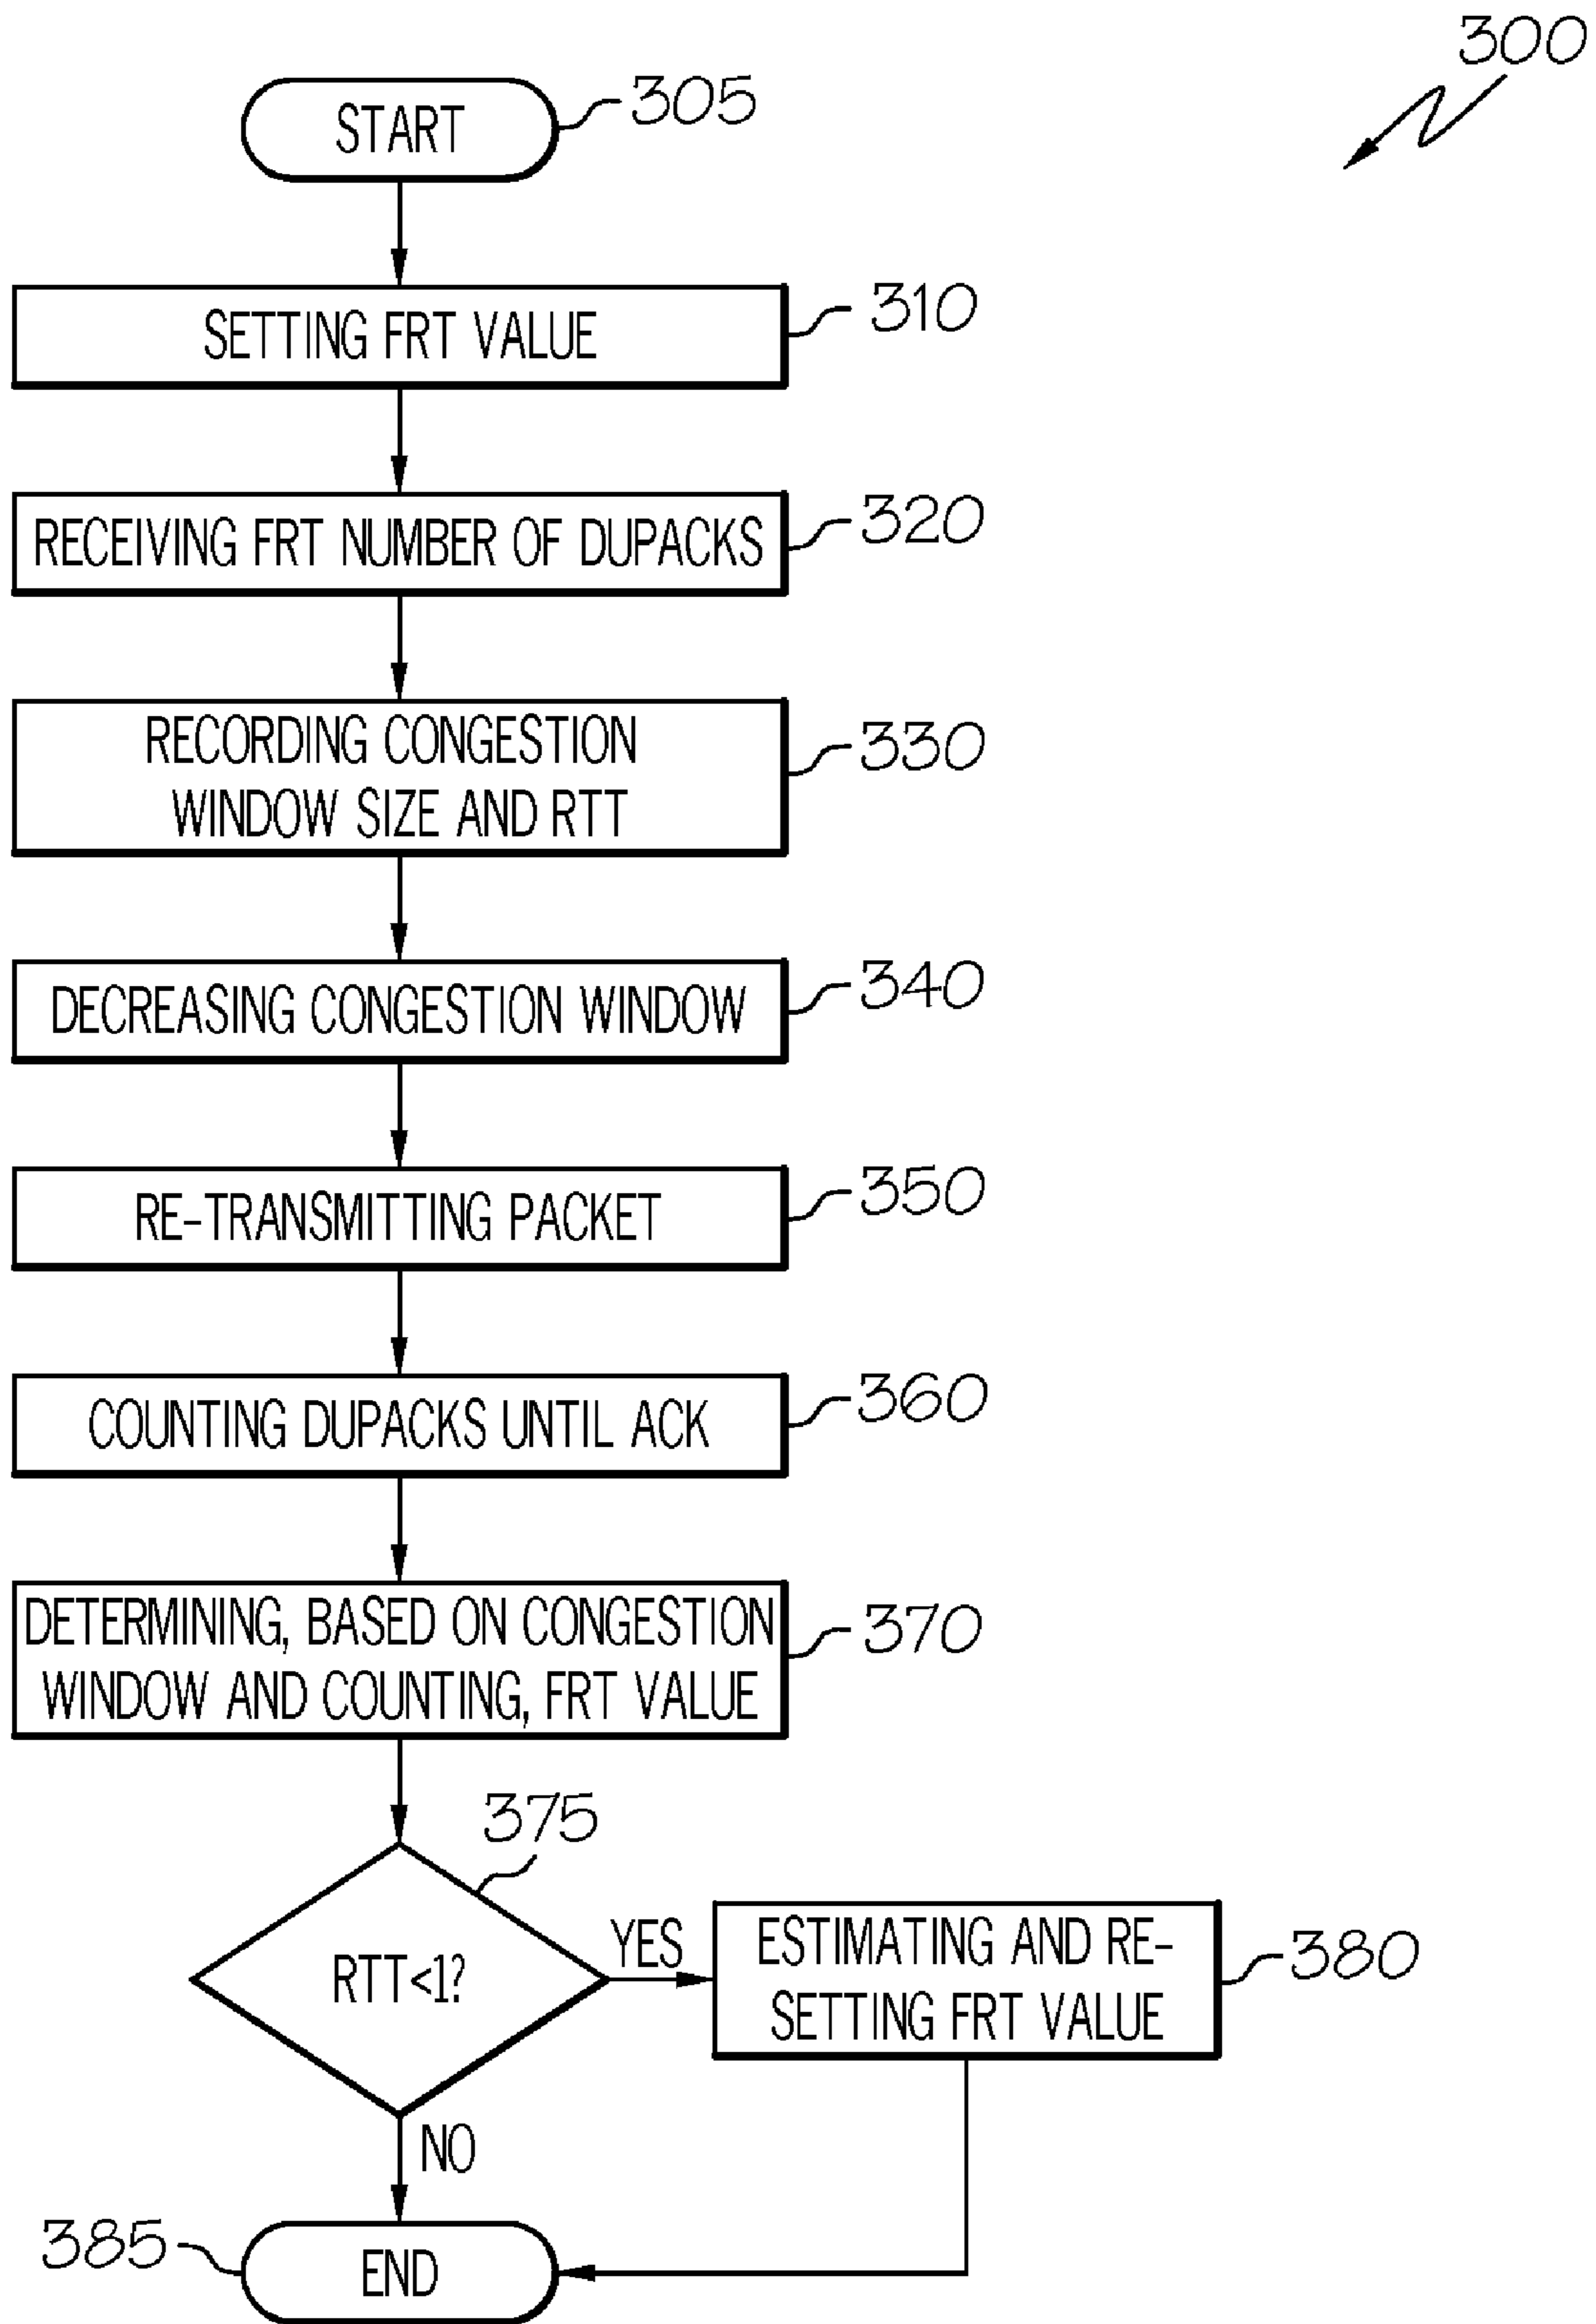 300
START
305
SETTING FRT VALUE
310
RECEIVING FRT NUMBER OF DUPACKS
320
RECORDING CONGESTION
WINDOW SIZE AND RTT
330
DECREASING CONGESTION WINDOW
340
RE-TRANSMITTING PACKET
350
COUNTING DUPACKS UNTIL ACK
360
DETERMINING, BASED ON CONGESTION
WINDOW AND COUNTING, FRT VALUE
370
375
RTT<1?
YES
ESTIMATING AND RE-
SETTING FRT VALUE
380
NO
385
END